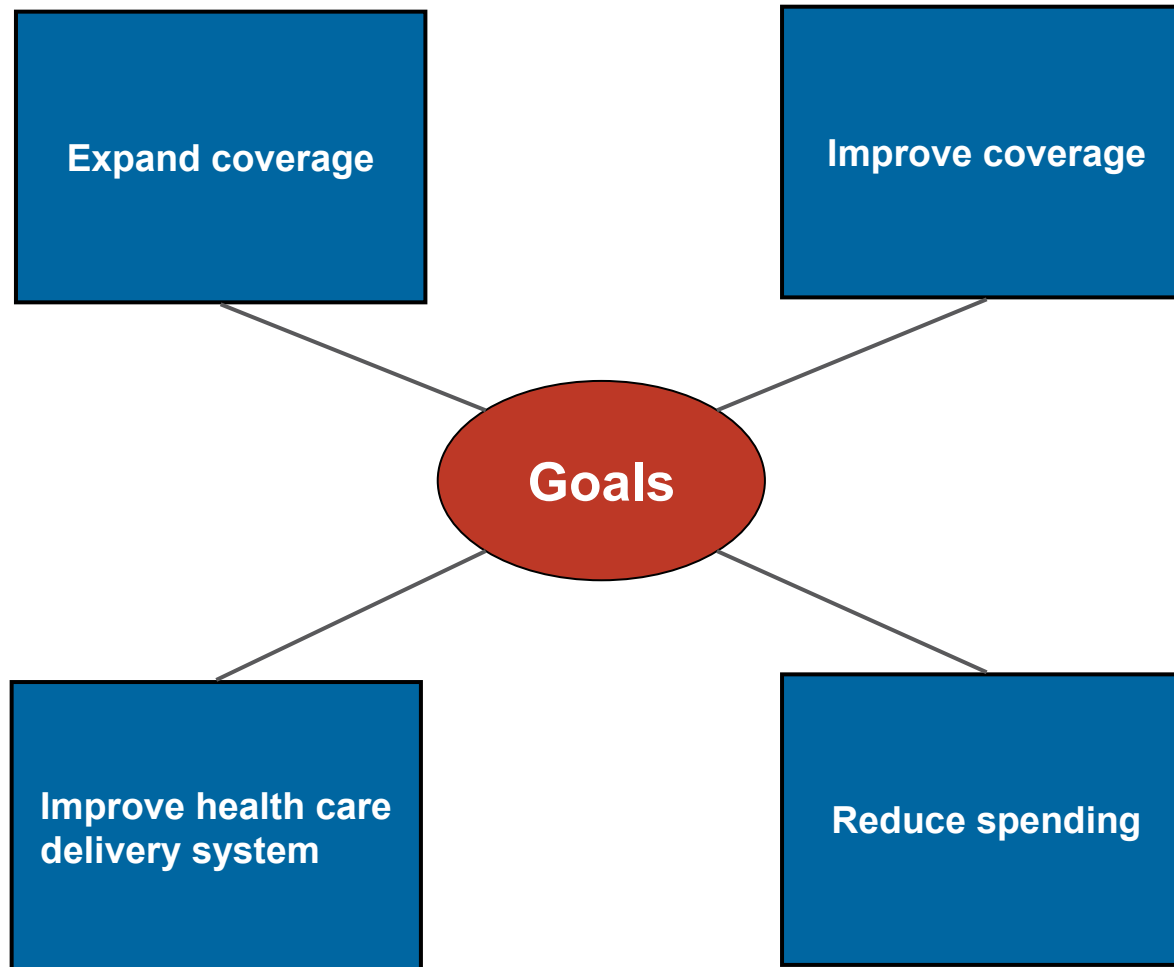 Expand coverage
Improve coverage
Goals
Improve health care
delivery system
Reduce spending